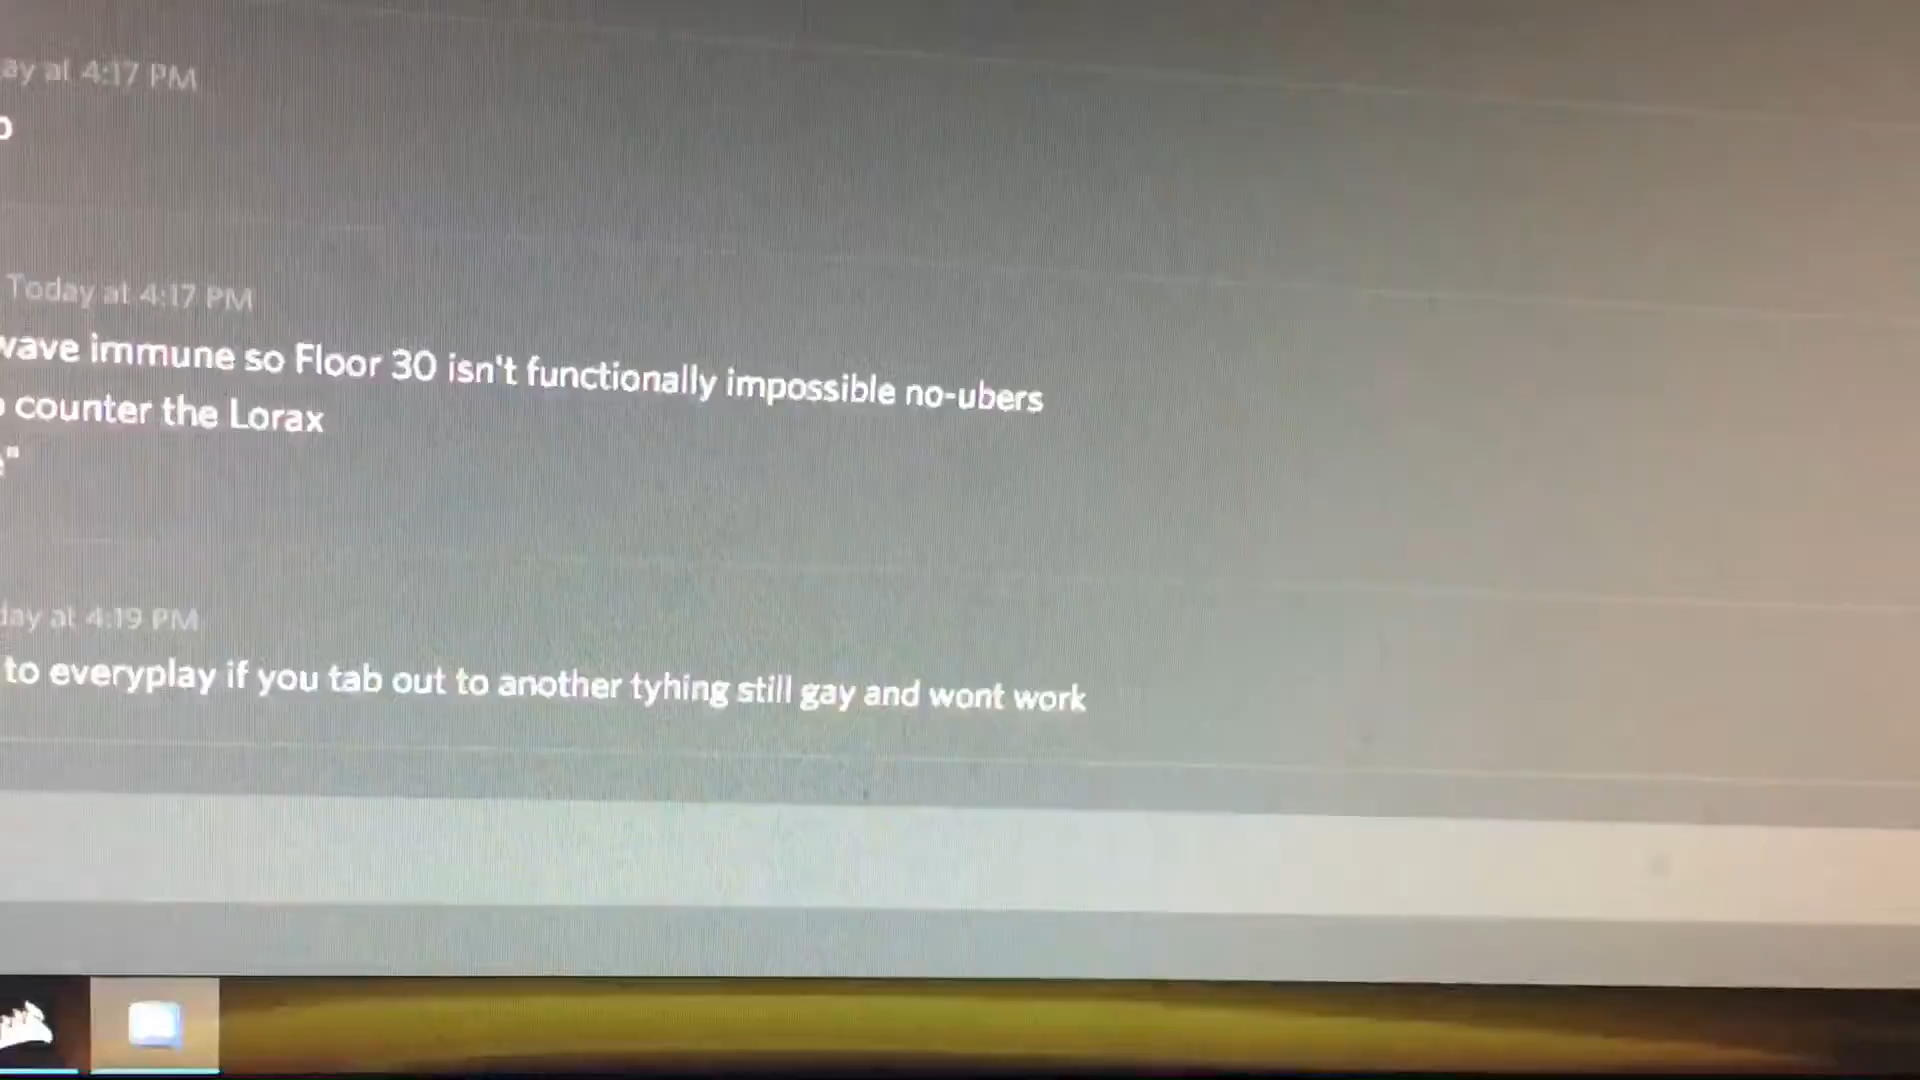 at 4:17 PM
Today at 4:17 PM
wave immune so Floor 30 isn't functionally impossible no-ubers
counter the Lorax
at 4:19 PM
to everyplay if you tab out to another tyhing still gay and wont work